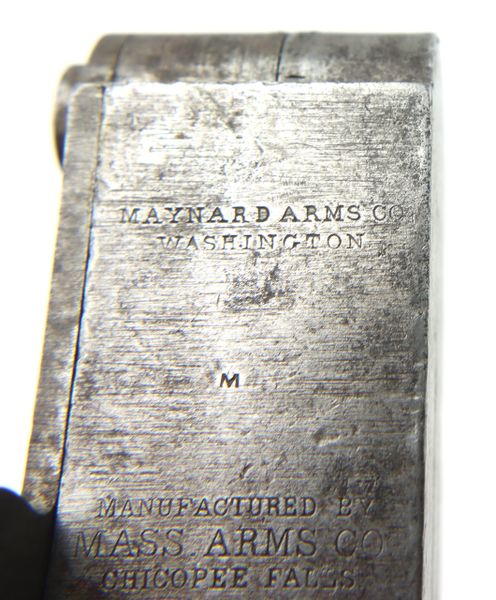 MAYNARD ARMS CO
WASHINGTON
M
MANUFACTURED BY
MASS. ARMS CO
CHICOPEE FALLS